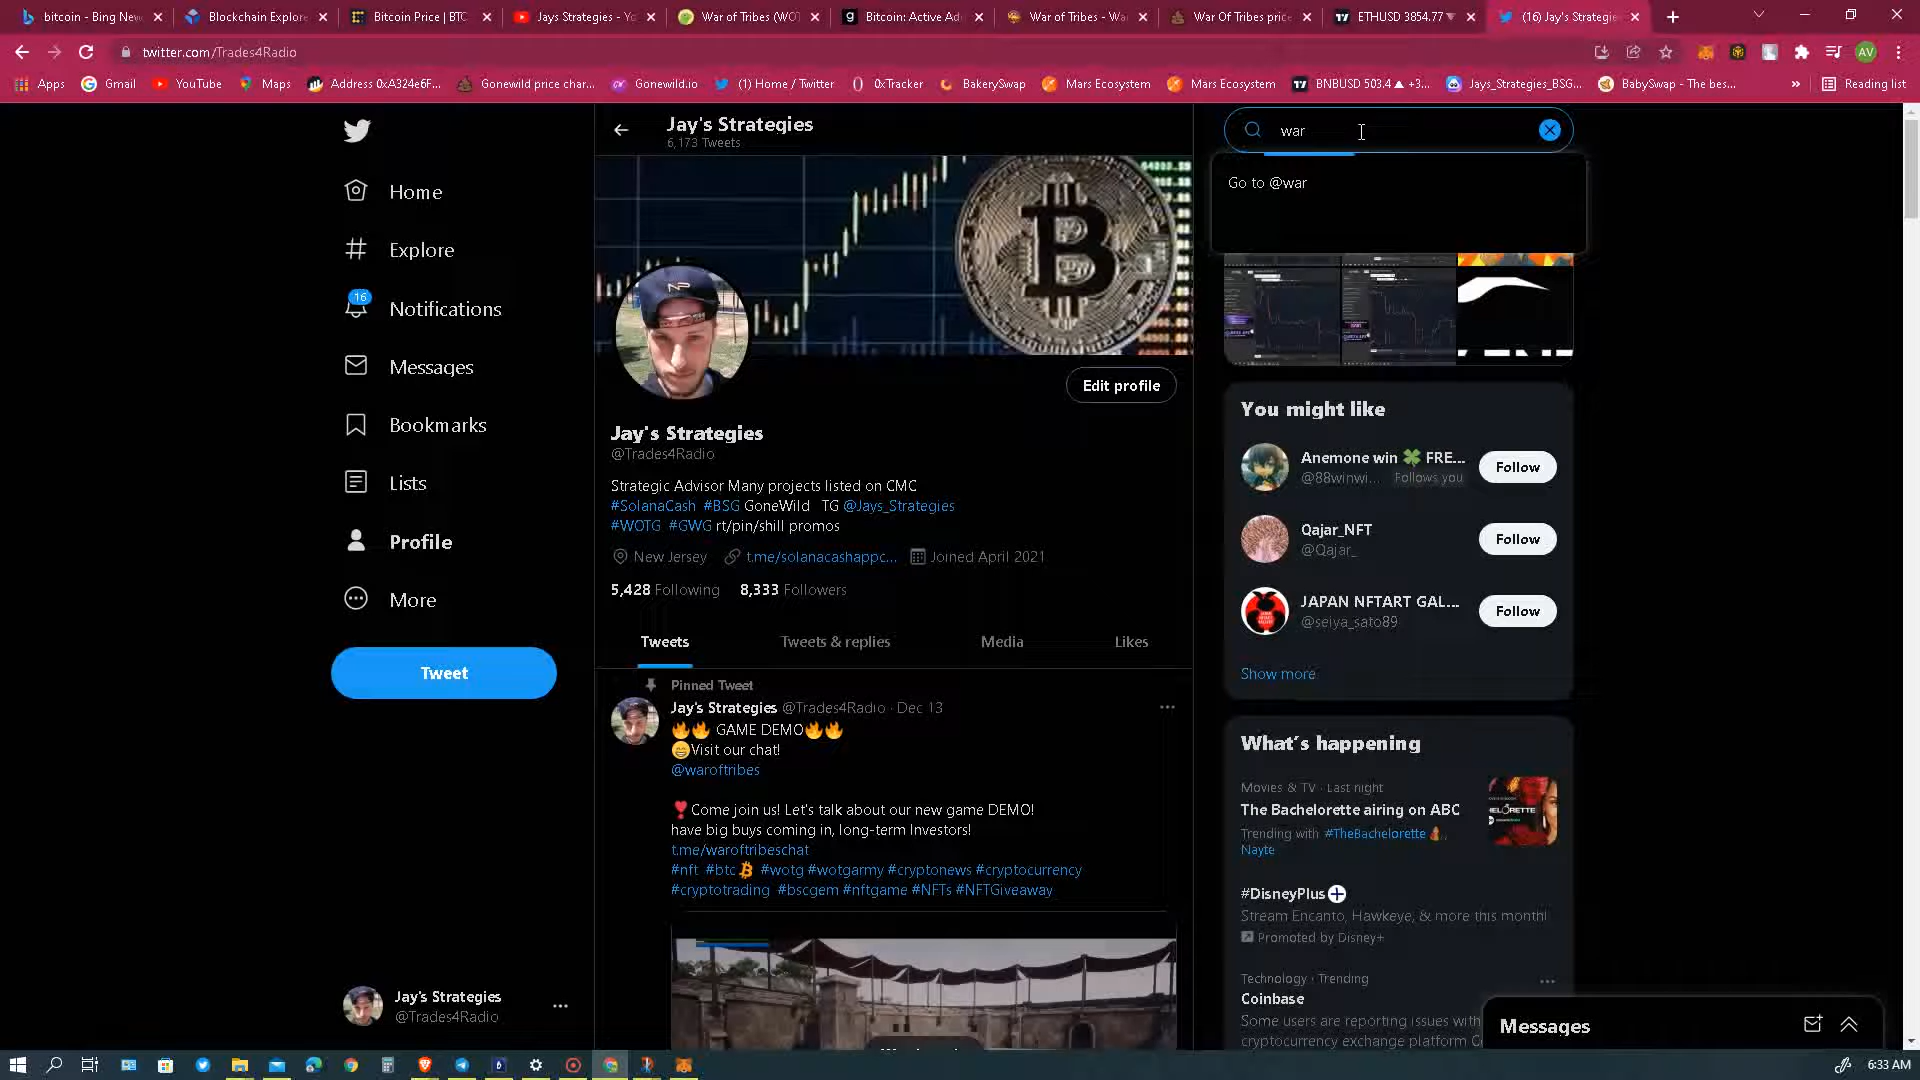 bitcoin - Bing New
Blockchain Explore
Bitcoin Price | BTC
Jays Strategies - Yo
War of Tribes (WOT
Bitcoin: Active Ad
War of Tribes - Wa
War Of Tribes price
ETHUSD 3854.77
(16) Jay's Strategie
twitter.com/Trades4Radio
AV
Apps
Gmail
YouTube
Maps
Address 0xA324e6F...
Gonewild price char...
Gonewild.io
(1) Home / Twitter
0xTracker
BakerySwap
Mars Ecosystem
Mars Ecosystem
BNBUSD 503.4 ▲ +3...
Jays_Strategies_BSG...
BabySwap - The bes...
»
Reading list
Home
Explore
16
Notifications
Messages
Bookmarks
Lists
Profile
More
Tweet
Jay's Strategies
@Trades4Radio
Jay's Strategies
6,173 Tweets
Edit profile
Jay's Strategies
@Trades4Radio
Strategic Advisor Many projects listed on CMC
#SolanaCash #BSG GoneWild TG @Jays_Strategies
#WOTG #GWG rt/pin/shill promos
New Jersey t.me/solanacashappc... Joined April 2021
5,428 Following 8,333 Followers
Tweets
Tweets & replies
Media
Likes
Pinned Tweet
Jay's Strategies @Trades4Radio · Dec 13
🔥🔥 GAME DEMO🔥🔥
😁Visit our chat!
@waroftribes
❣Come join us! Let's talk about our new game DEMO!
have big buys coming in, long-term Investors!
t.me/waroftribeschat
#nft #btc #wotg #wotgarmy #cryptonews #cryptocurrency
#cryptotrading #bscgem #nftgame #NFTs #NFTGiveaway
war
Go to @war
You might like
Anemone win 🍀 FRE...
@88winwi... Follows you
Follow
Qajar_NFT
@Qajar_
Follow
JAPAN NFTART GAL...
@seiya_sato89
Follow
Show more
What's happening
Movies & TV · Last night
The Bachelorette airing on ABC
Trending with #TheBachelorette🌹,
Nayte
#DisneyPlus
Stream Encanto, Hawkeye, & more this month!
Promoted by Disney+
Technology · Trending
Coinbase
Some users are reporting issues with
cryptocurrency exchange platform
Messages
6:33 AM